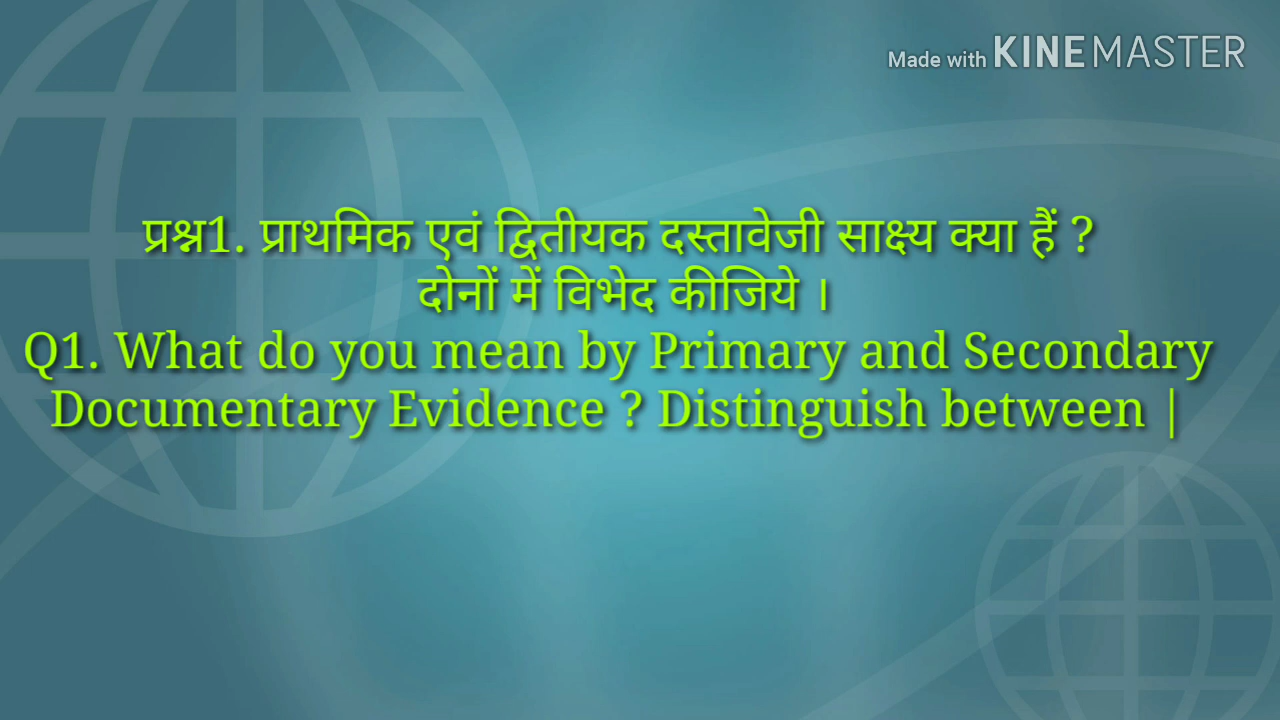 Made with KINEMASTER
प्रश्न1. प्राथमिक एवं द्वितीयक दस्तावेजी साक्ष्य क्या हैं ?
दोनों में विभेद कीजिये ।
Q1. What do you mean by Primary and Secondary
Documentary Evidence ? Distinguish between |